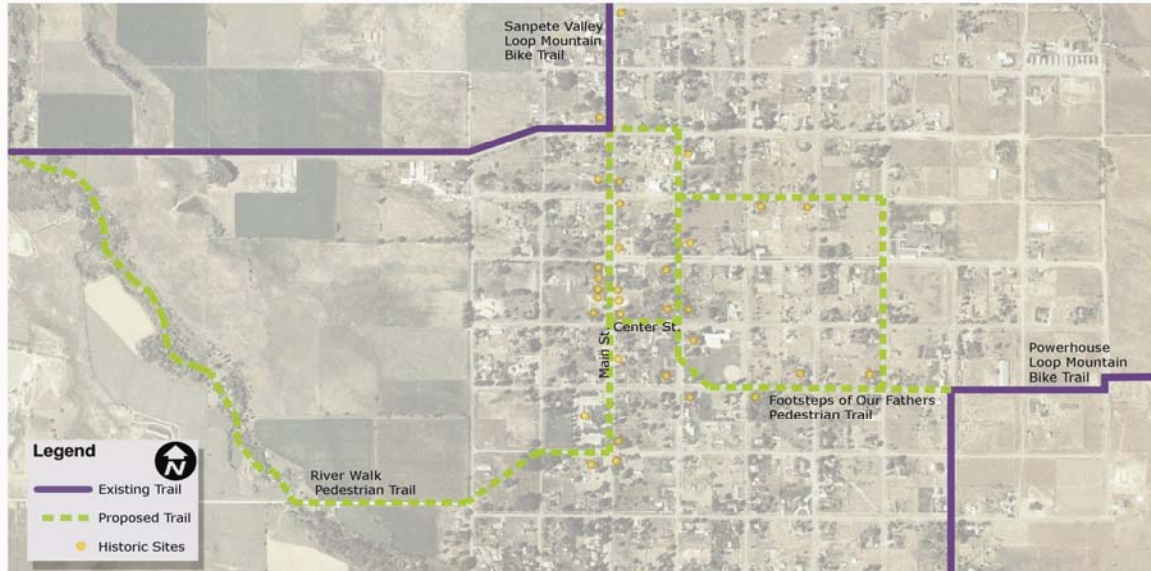 Sanpete Valley
Loop Mountain
Bike Trail
Main St.
Center St.
Powerhouse
Loop Mountain
Bike Trail
Footsteps of Our Fathers
Pedestrian Trail
River Walk
Pedestrian Trail
Legend
N
Existing Trail
Proposed Trail
Historic Sites